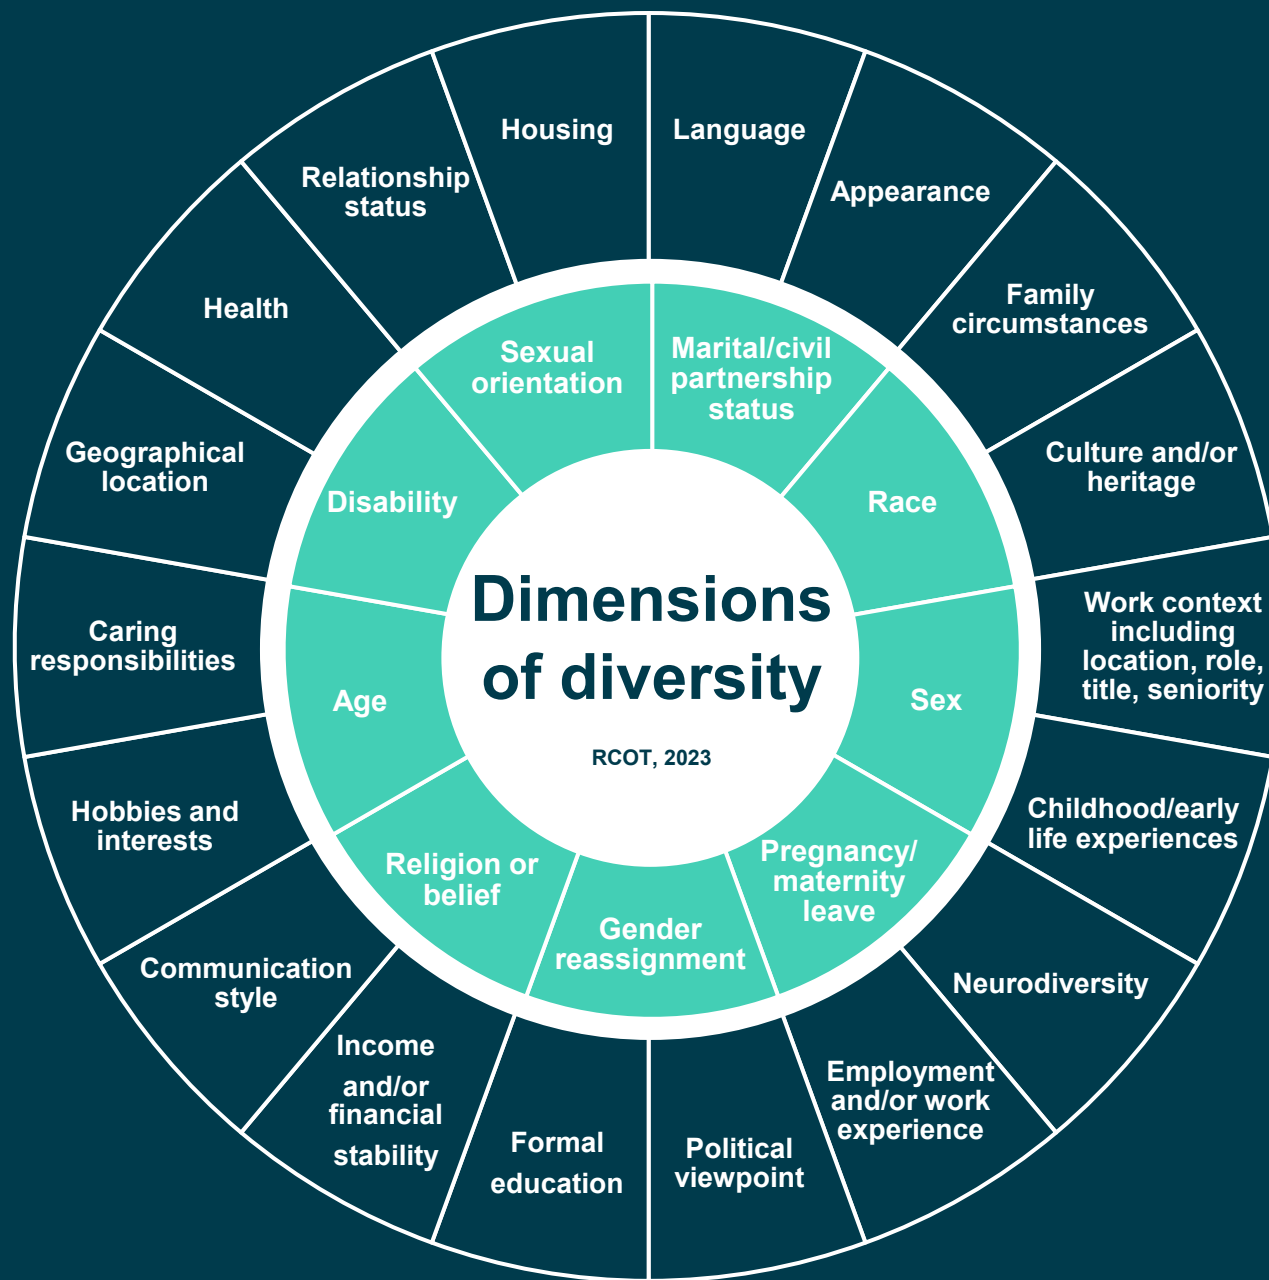 Dimensions
of diversity
RCOT, 2023
Sexual
orientation
Marital/civil
partnership
status
Race
Sex
Pregnancy/
maternity
leave
Gender
reassignment
Religion or
belief
Age
Disability
Housing
Language
Appearance
Family
circumstances
Culture and/or
heritage
Work context
including
location, role,
title, seniority
Childhood/early
life experiences
Neurodiversity
Employment
and/or work
experience
Political
viewpoint
Formal
education
Income
and/or
financial
stability
Communication
style
Hobbies and
interests
Caring
responsibilities
Geographical
location
Health
Relationship
status